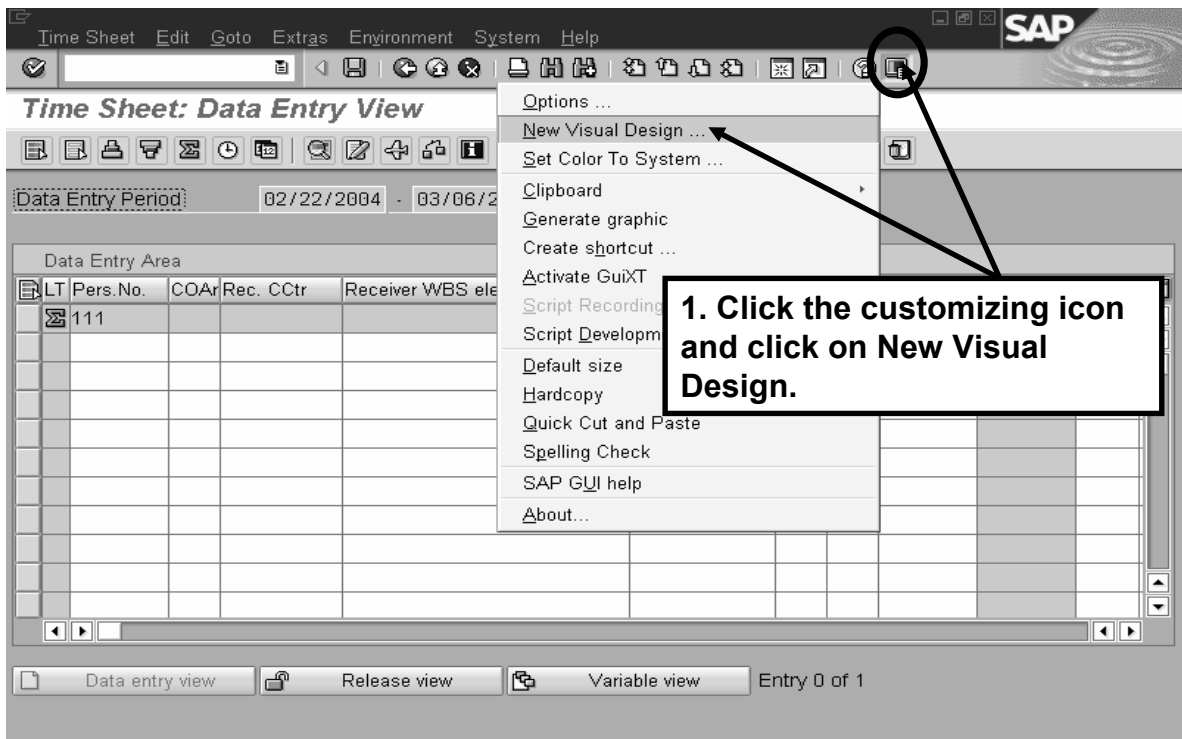 Time Sheet Edit Goto Extras Environment System Help
SAP
Time Sheet: Data Entry View
Options ...
New Visual Design ...
Set Color To System ...
Clipboard
Generate graphic
Create shortcut ...
Activate GuiXT
Script Recording
Script Developm
Default size
Hardcopy
Quick Cut and Paste
Spelling Check
SAP GUI help
About...
Data Entry Period 02/22/2004 - 03/06/2
Data Entry Area
LT Pers.No. COAr Rec. CCtr Receiver WBS ele
111
1. Click the customizing icon
and click on New Visual
Design.
Data entry view Release view Variable view Entry 0 of 1